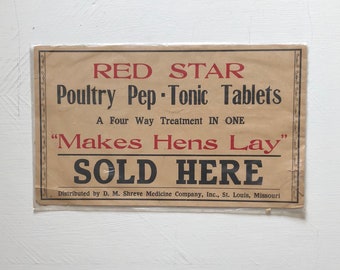 RED STAR
Poultry Pep · Tonic Tablets
A Four Way Treatment IN ONE
"Makes Hens Lay"
SOLD HERE
Distributed by D. M. Shreve Medicine Company, Inc., St. Louis, Missouri